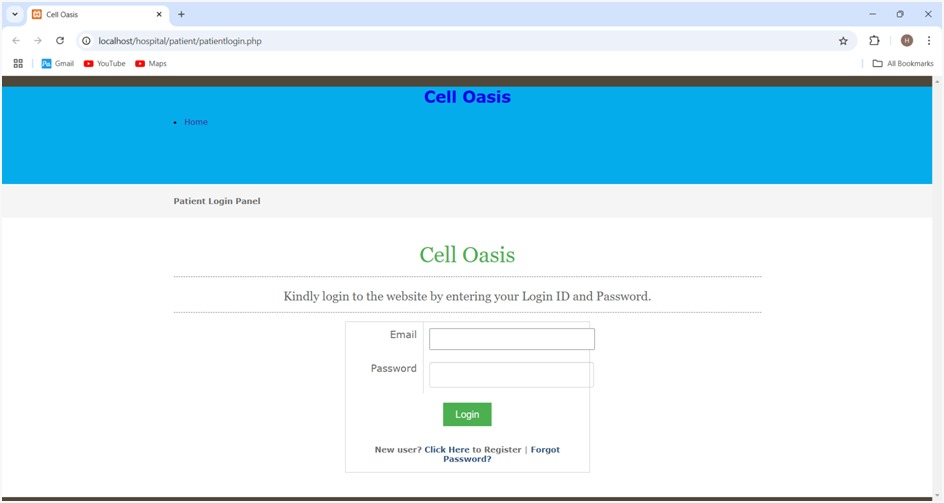 Cell Oasis
localhost/hospital/patient/patientlogin.php
H
Gmail
YouTube
Maps
All Bookmarks
Cell Oasis
Home
Patient Login Panel
Cell Oasis
Kindly login to the website by entering your Login ID and Password.
Email
Password
Login
New user? Click Here to Register | Forgot
Password?